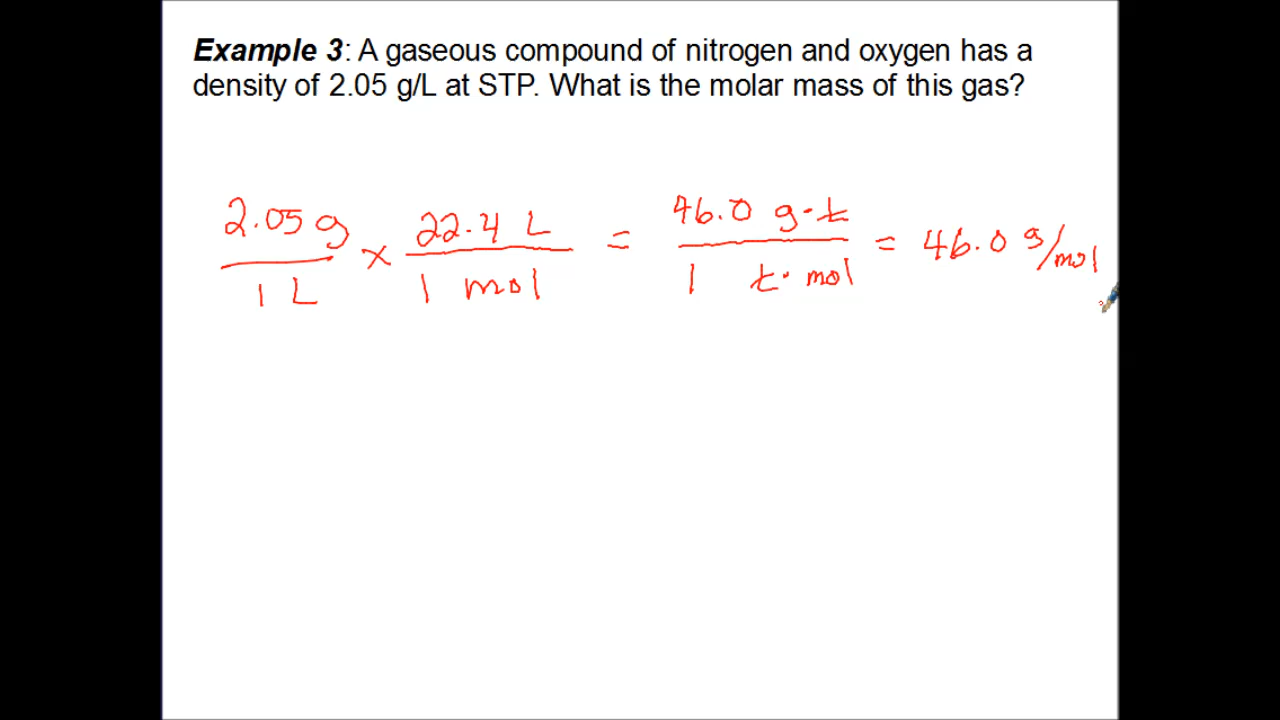 Example 3: A gaseous compound of nitrogen and oxygen has a
density of 2.05 g/L at STP. What is the molar mass of this gas?
2.05 g / 1 L × 22.4 L / 1 mol = 46.0 g·L / 1 L·mol = 46.0 g/mol